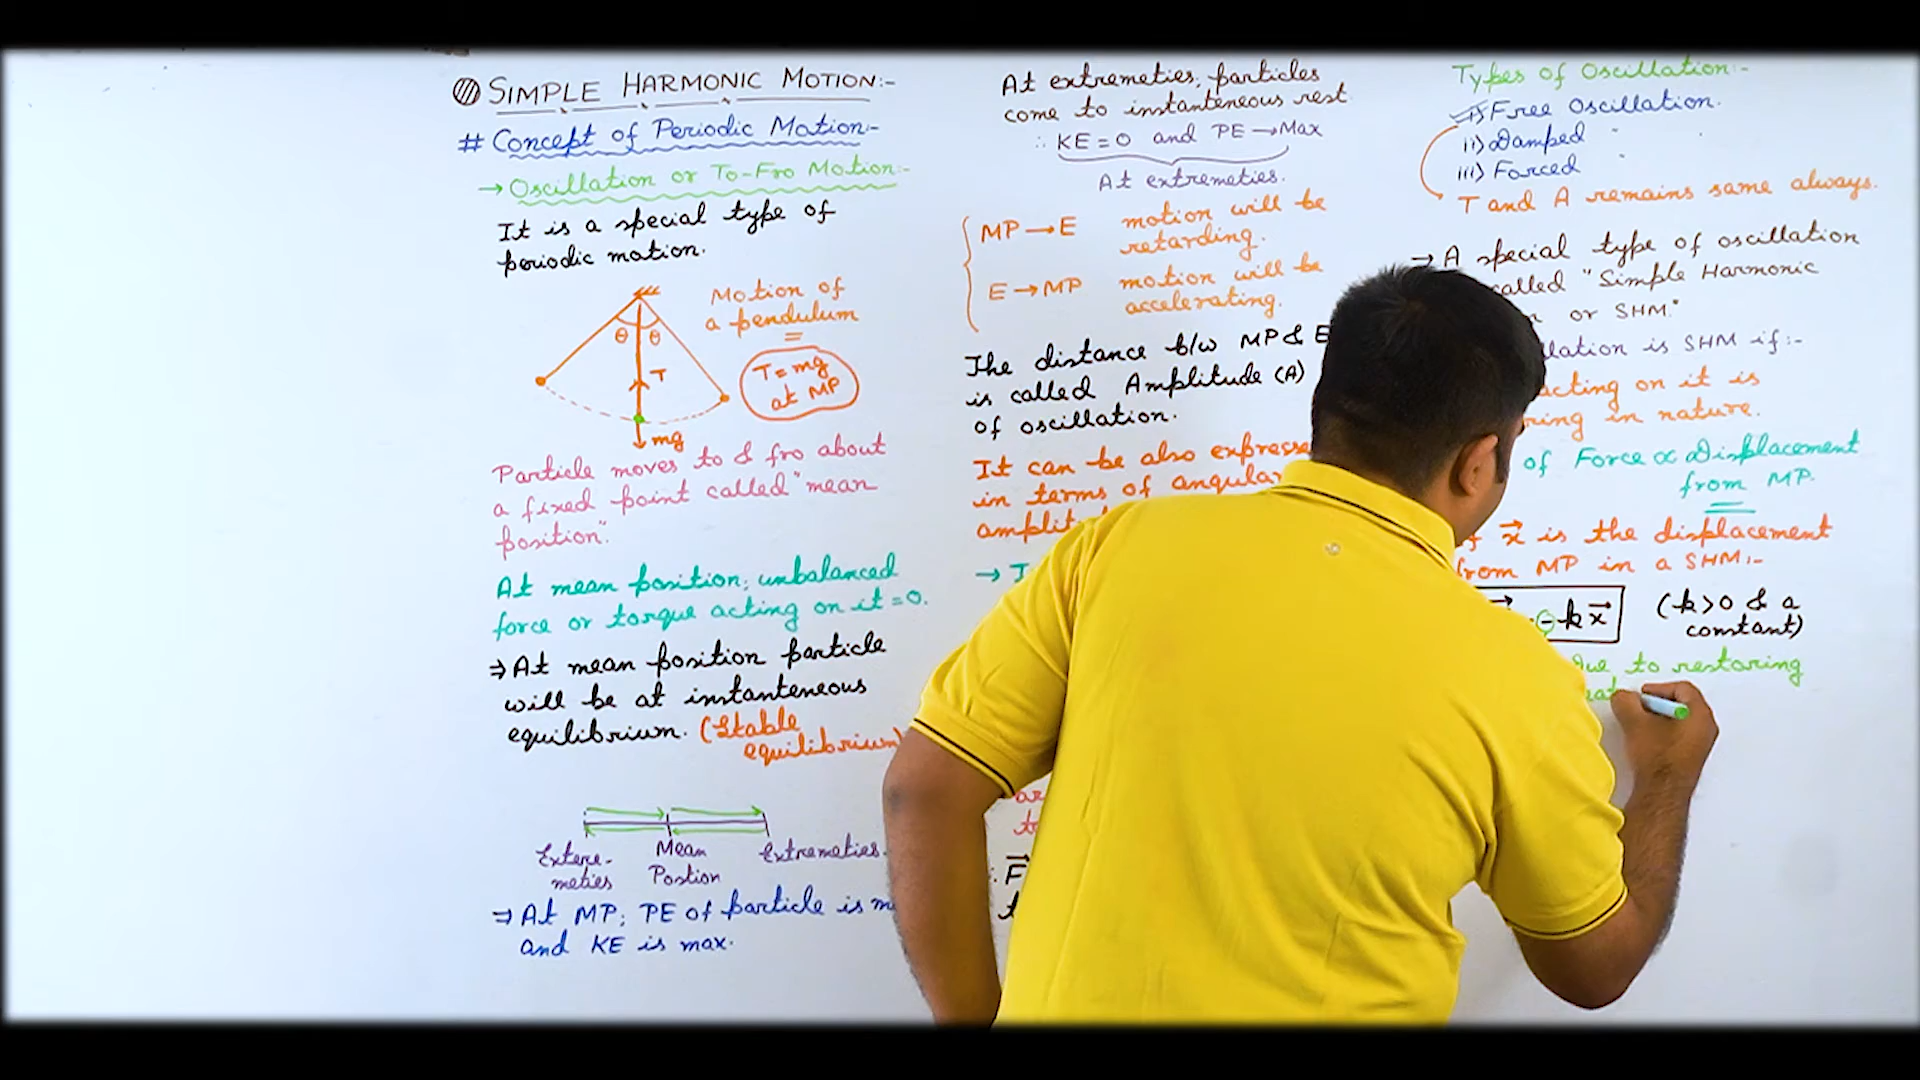 SIMPLE HARMONIC MOTION:-
# Concept of Periodic Motion:-
→ Oscillation or To-Fro Motion:-
It is a special type of
periodic motion.
Motion of
a pendulum
θ θ
T
T = mg
at MP
mg
Particle moves to & fro about
a fixed point called "mean
position".
At mean position; unbalanced
force or torque acting on it = 0.
⇒ At mean position particle
will be at instanteneous
equilibrium. (Stable
equilibrium)
Extere-
meties
Mean
Postion
Extremeties.
⇒ At MP; PE of particle is
and KE is max.
At extremeties; particles
come to instanteneous rest.
∴ KE = 0 and PE → Max
At extremeties.
MP → E motion will be
retarding.
E → MP motion will be
accelerating.
The distance b/w MP & E
is called Amplitude (A)
of oscillation.
It can be also
in terms of angular
→
F⃗
Types of Oscillation:-
i) Free Oscillation.
ii) Damped "
iii) Forced "
T and A remains same always.
→ A special type of oscillation
called "Simple Harmonic
or SHM."
is SHM if:-
acting on it is
in nature.
of Force ∝ Displacement
from MP.
x⃗ is the displacement
from MP in a SHM:-
- k x⃗ (k > 0 & a
constant)
due to restoring